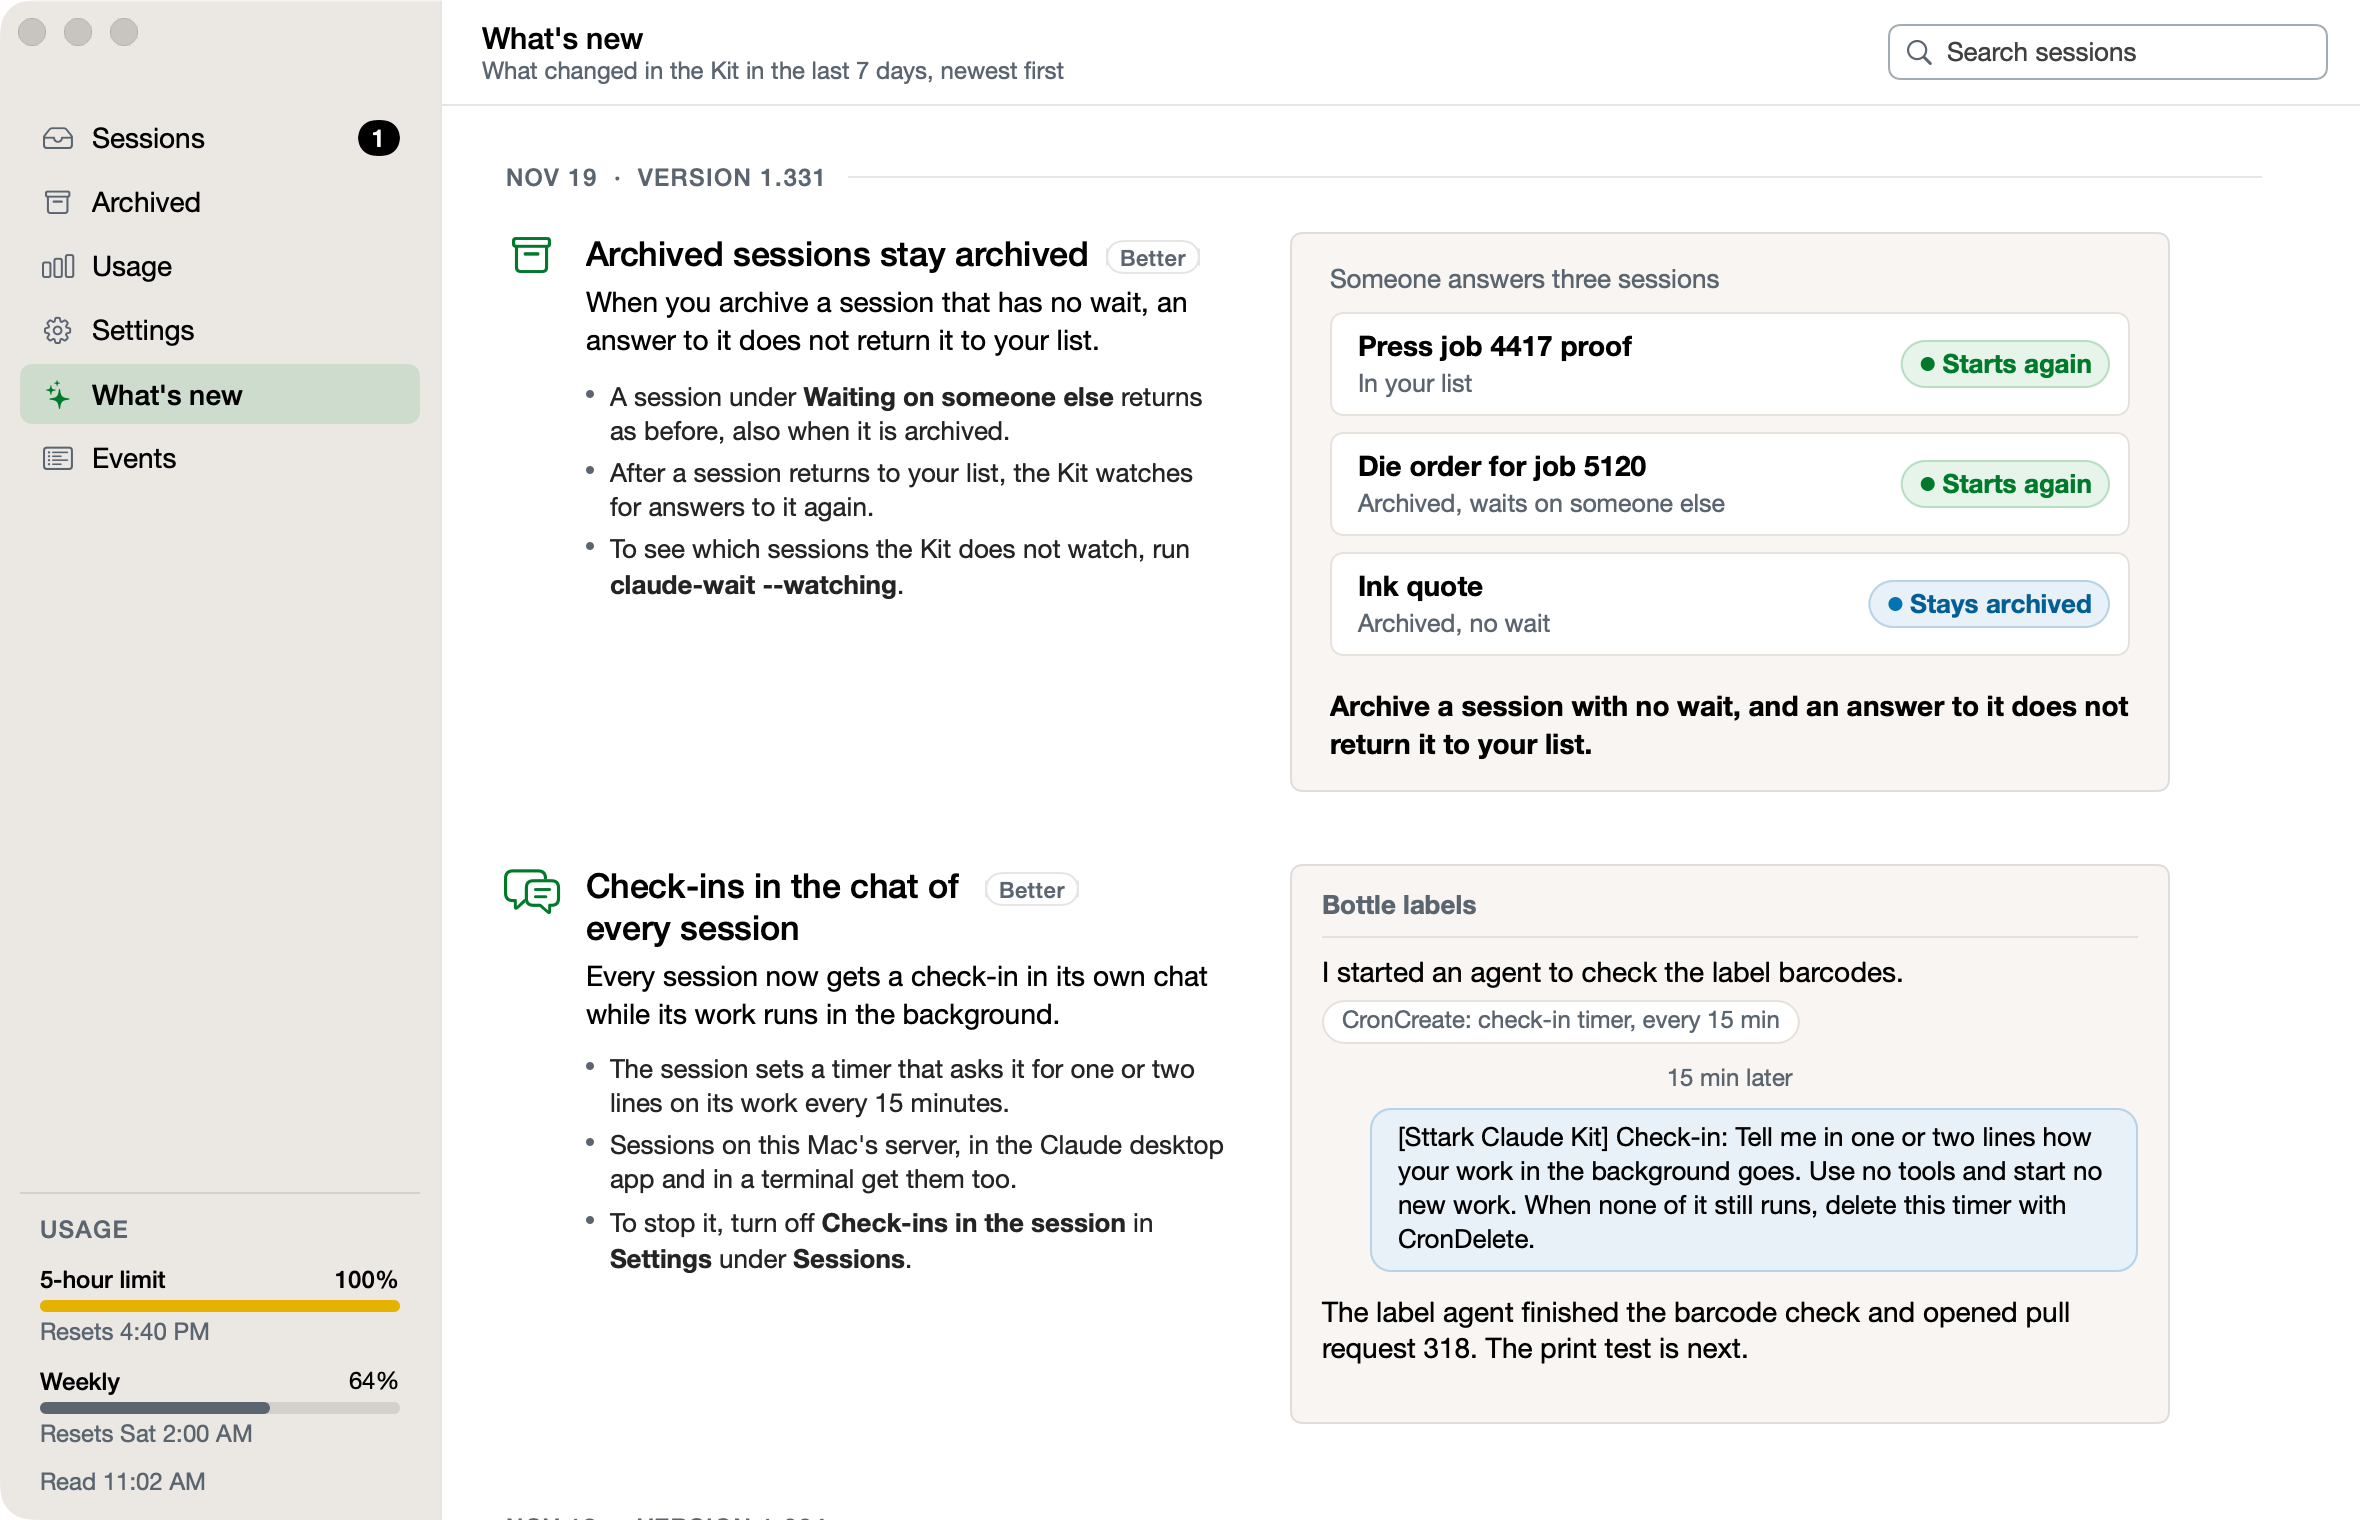 What's new
What changed in the Kit in the last 7 days, newest first
Search sessions
Sessions
1
Archived
Usage
Settings
What's new
Events
USAGE
5-hour limit 100%
Resets 4:40 PM
Weekly 64%
Resets Sat 2:00 AM
Read 11:02 AM
NOV 19 · VERSION 1.331
Archived sessions stay archived Better
When you archive a session that has no wait, an
answer to it does not return it to your list.
• A session under Waiting on someone else returns
as before, also when it is archived.
• After a session returns to your list, the Kit watches
for answers to it again.
• To see which sessions the Kit does not watch, run
claude-wait --watching.
Someone answers three sessions
Press job 4417 proof
In your list
Starts again
Die order for job 5120
Archived, waits on someone else
Starts again
Ink quote
Archived, no wait
Stays archived
Archive a session with no wait, and an answer to it does not
return it to your list.
Check-ins in the chat of Better
every session
Every session now gets a check-in in its own chat
while its work runs in the background.
• The session sets a timer that asks it for one or two
lines on its work every 15 minutes.
• Sessions on this Mac's server, in the Claude desktop
app and in a terminal get them too.
• To stop it, turn off Check-ins in the session in
Settings under Sessions.
Bottle labels
I started an agent to check the label barcodes.
CronCreate: check-in timer, every 15 min
15 min later
[Sttark Claude Kit] Check-in: Tell me in one or two lines how
your work in the background goes. Use no tools and start no
new work. When none of it still runs, delete this timer with
CronDelete.
The label agent finished the barcode check and opened pull
request 318. The print test is next.